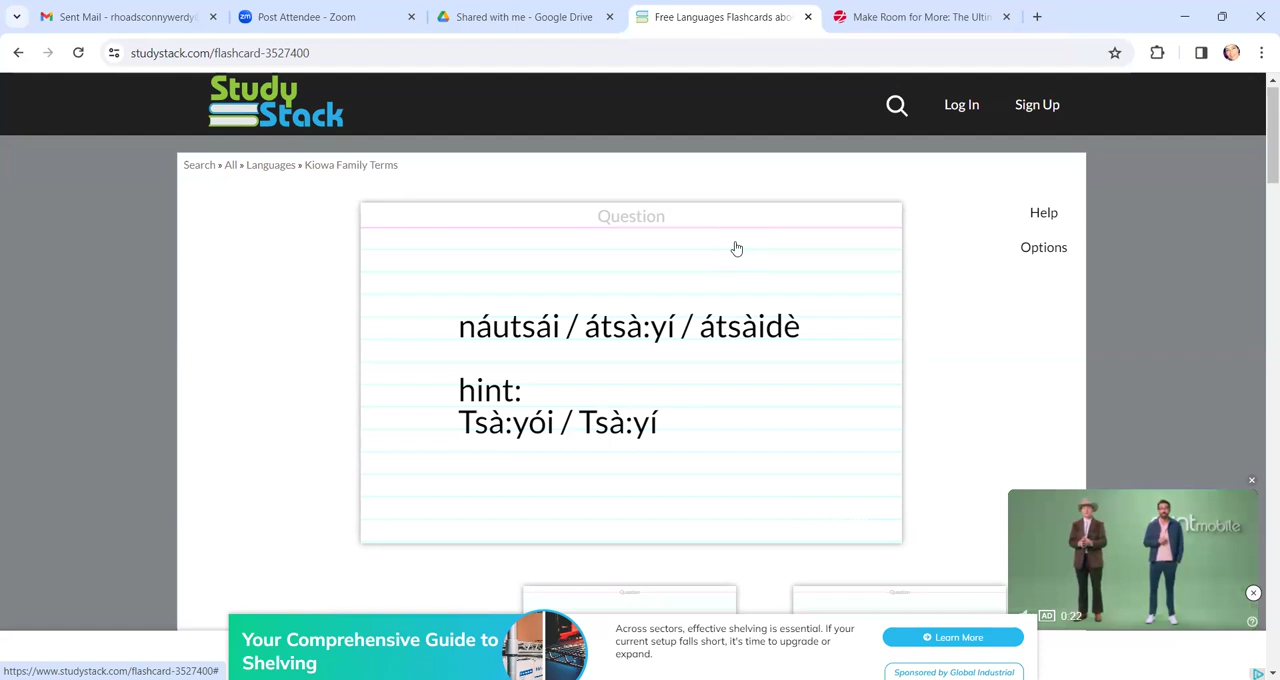 Sent Mail - rhoadsconnywerdy@
Post Attendee - Zoom
Shared with me - Google Drive
Free Languages Flashcards abo
Make Room for More: The Ultin
studystack.com/flashcard-3527400
Study
Stack
Log In
Sign Up
Search » All » Languages » Kiowa Family Terms
Question
Help
Options
náutsái / átsà:yí / átsàidè
hint:
Tsà:yói / Tsà:yí
Question
Question
mobile
AD 0:22
Your Comprehensive Guide to
Shelving
Across sectors, effective shelving is essential. If your
current setup falls short, it's time to upgrade or
expand.
Learn More
Sponsored by Global Industrial
https://www.studystack.com/flashcard-3527400#